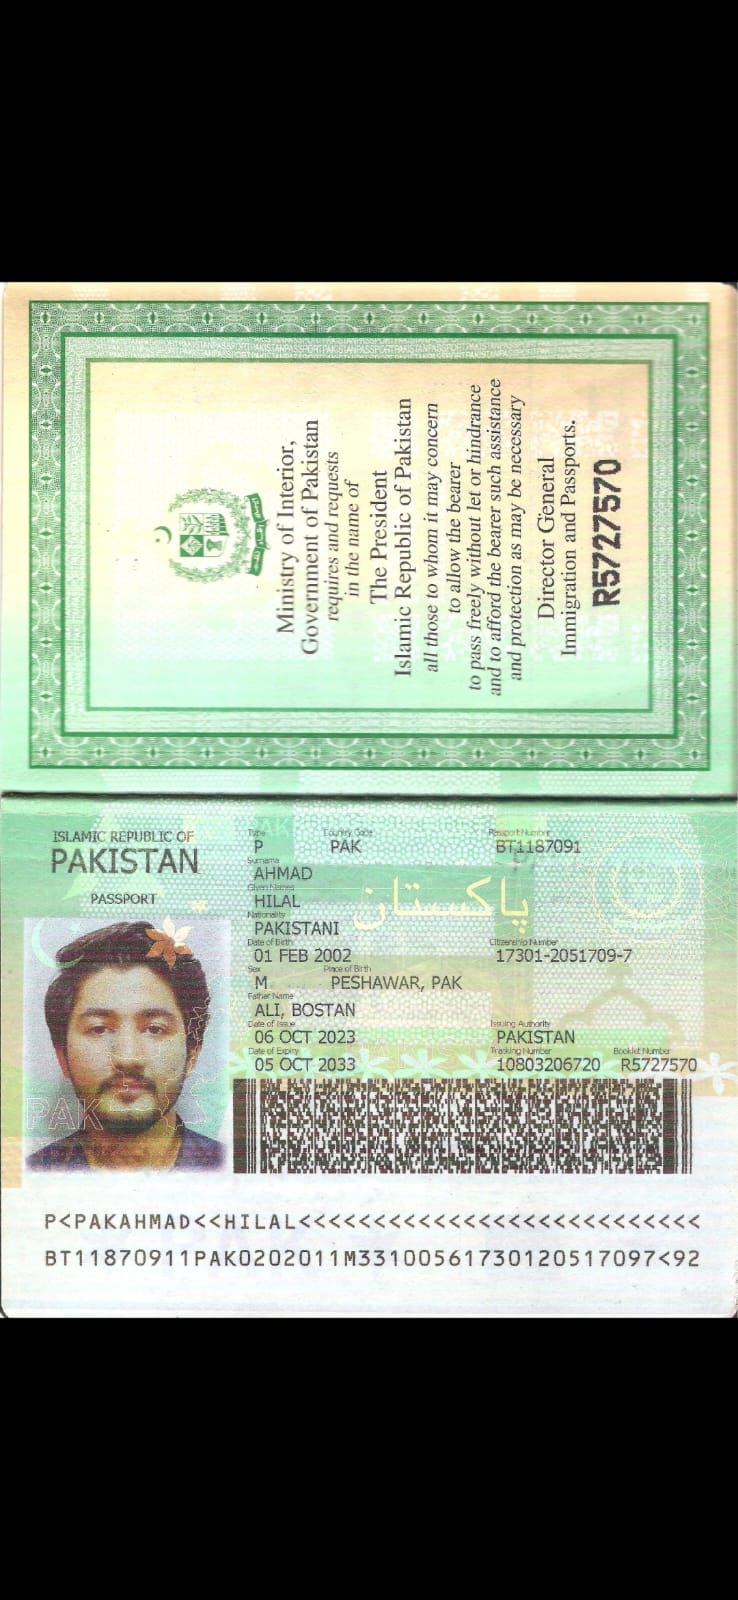 Ministry of Interior,
Government of Pakistan
requires and requests
in the name of
The President
Islamic Republic of Pakistan
all those to whom it may concern
to allow the bearer
to pass freely without let or hindrance
and to afford the bearer such assistance
and protection as may be necessary
Director General
Immigration and Passports.
R5727570
ISLAMIC REPUBLIC OF
PAKISTAN
PASSPORT
Type Country Code Passport Number
P PAK BT1187091
Surname
AHMAD
Given Names
HILAL
پاکستان
Nationality
PAKISTANI
Date of Birth Citizenship Number
01 FEB 2002 17301-2051709-7
Sex Place of Birth
M PESHAWAR, PAK
Father Name
ALI, BOSTAN
Date of Issue Issuing Authority
06 OCT 2023 PAKISTAN
Date of Expiry Tracking Number Booklet Number
05 OCT 2033 10803206720 R5727570
PAK
P<PAKAHMAD<<HILAL<<<<<<<<<<<<<<<<<<<<<<<<<<<
BT11870911PAK0202011M33100561730120517097<92